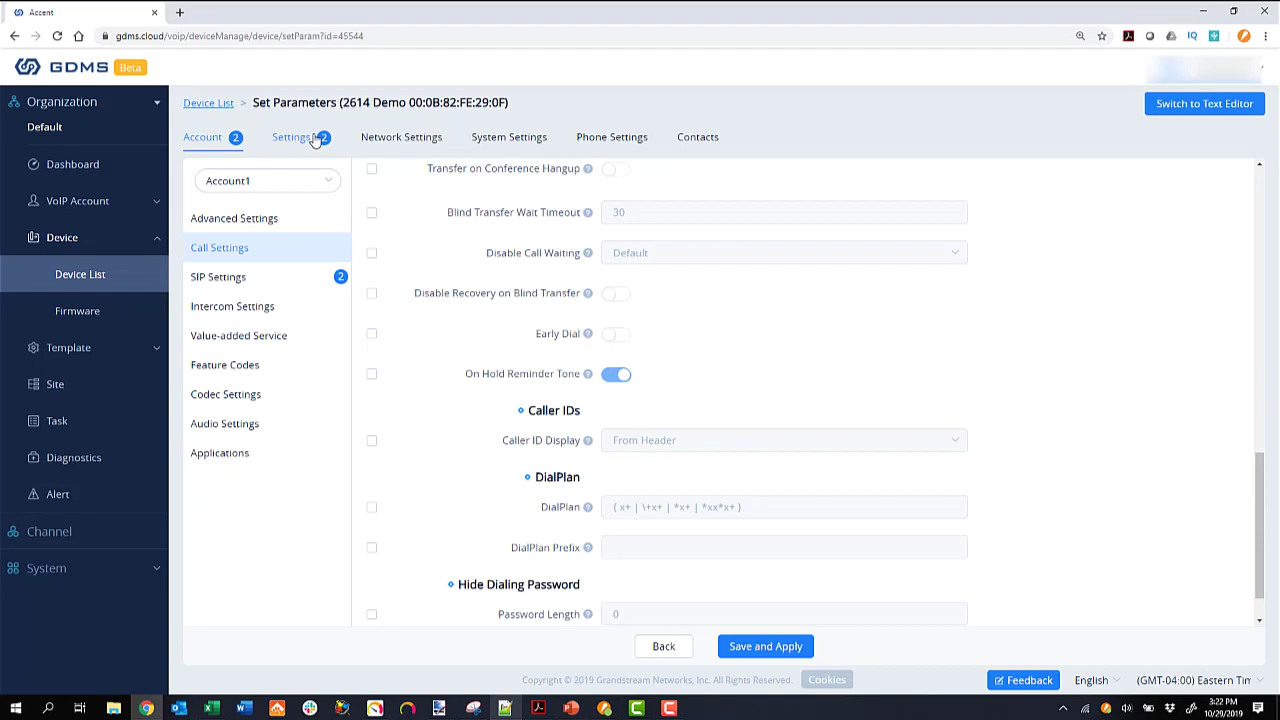 Accent
gdms.cloud/voip/deviceManage/device/setParam?id=45544
GDMS Beta
Organization
Default
Dashboard
VoIP Account
Device
Device List
Firmware
Template
Site
Task
Diagnostics
Alert
Channel
System
Device List > Set Parameters (2614 Demo 00:0B:82:FE:29:0F)
Switch to Text Editor
Account 2
Settings 2
Network Settings
System Settings
Phone Settings
Contacts
Account1
Advanced Settings
Call Settings
SIP Settings 2
Intercom Settings
Value-added Service
Feature Codes
Codec Settings
Audio Settings
Applications
Transfer on Conference Hangup
Blind Transfer Wait Timeout 30
Disable Call Waiting Default
Disable Recovery on Blind Transfer
Early Dial
On Hold Reminder Tone
Caller IDs
Caller ID Display From Header
DialPlan
DialPlan { x+ | \+x+ | *x+ | *xx*x+ }
DialPlan Prefix
Hide Dialing Password
Password Length 0
Back
Save and Apply
Copyright © 2019 Grandstream Networks, Inc. All Rights Reserved.
Cookies
Feedback
English
(GMT-04:00) Eastern Tim
3:22 PM
10/29/2019